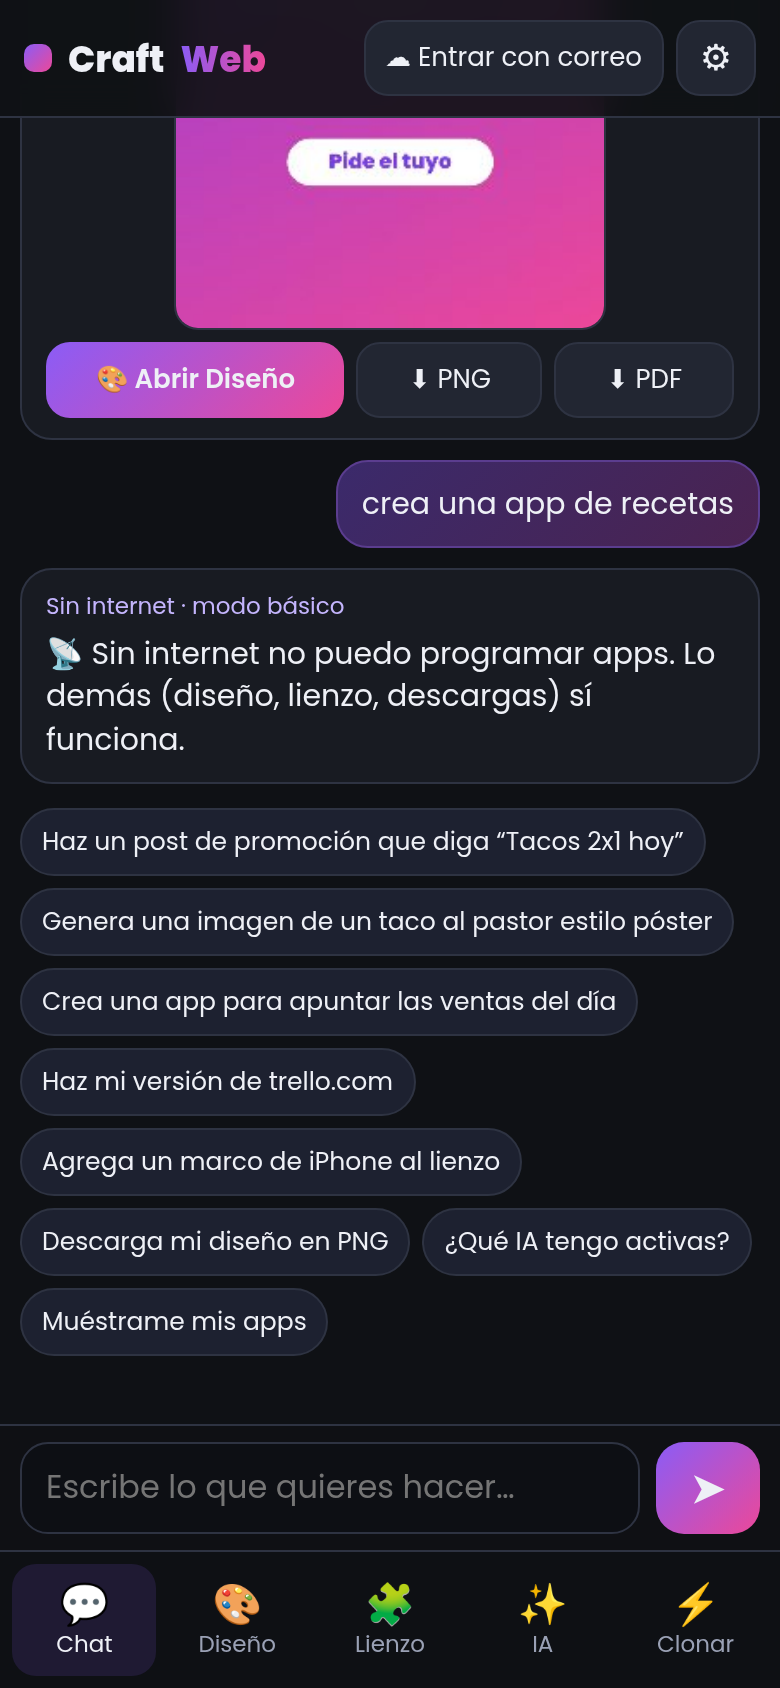 Craft Web
☁ Entrar con correo
⚙
Pide el tuyo
🎨 Abrir Diseño
⬇ PNG
⬇ PDF
crea una app de recetas
Sin internet · modo básico
📡 Sin internet no puedo programar apps. Lo
demás (diseño, lienzo, descargas) sí
funciona.
Haz un post de promoción que diga “Tacos 2x1 hoy”
Genera una imagen de un taco al pastor estilo póster
Crea una app para apuntar las ventas del día
Haz mi versión de trello.com
Agrega un marco de iPhone al lienzo
Descarga mi diseño en PNG
¿Qué IA tengo activas?
Muéstrame mis apps
Escribe lo que quieres hacer...
➤
💬 Chat
🎨 Diseño
🧩 Lienzo
✨ IA
⚡ Clonar